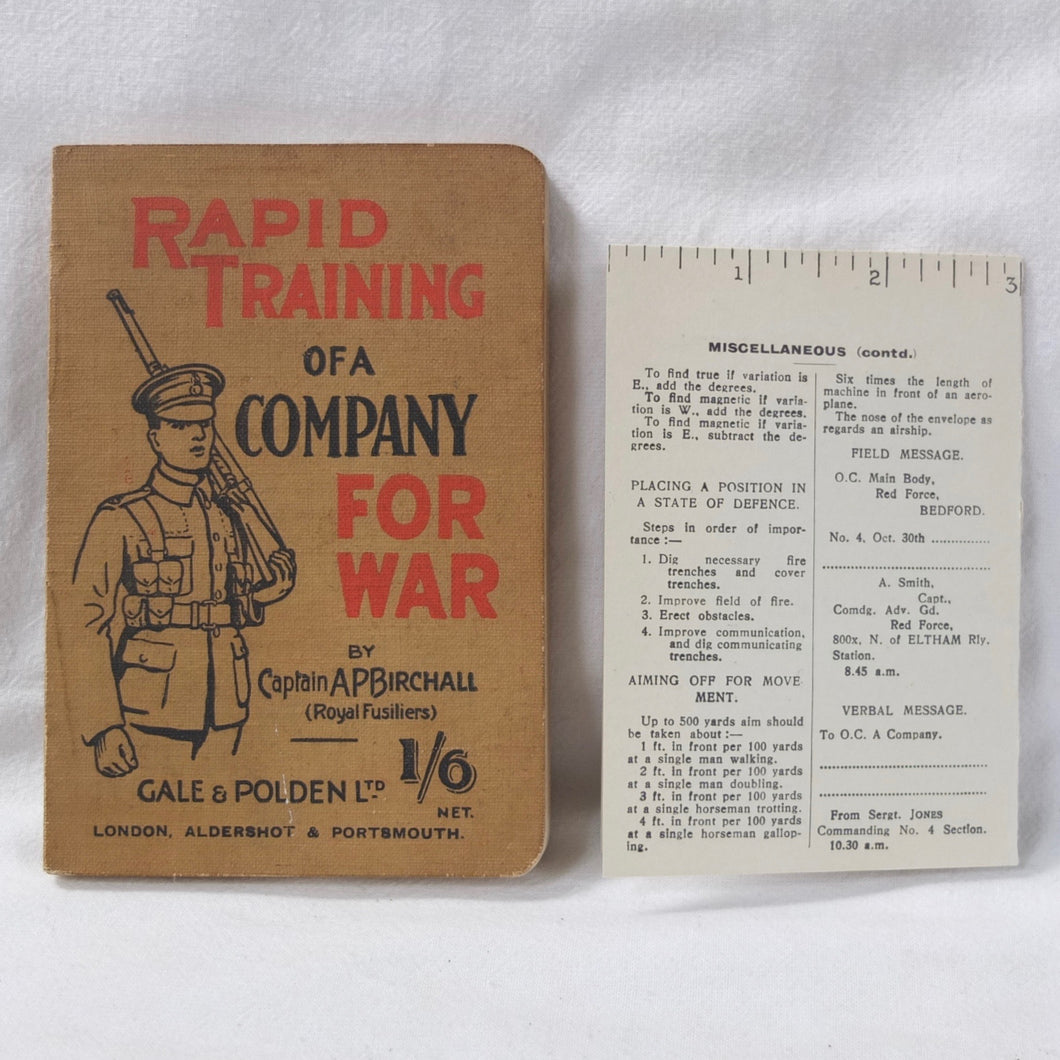 RAPID
TRAINING
OF A
COMPANY
FOR
WAR
BY
Captain A.P. BIRCHALL
(Royal Fusiliers)
1/6
NET.
GALE & POLDEN LTD
LONDON, ALDERSHOT & PORTSMOUTH.
1 2 3
MISCELLANEOUS (contd.)
To find true if variation is
E., add the degrees.
To find magnetic if varia-
tion is W., add the degrees.
To find magnetic if varia-
tion is E., subtract the de-
grees.
PLACING A POSITION IN
A STATE OF DEFENCE.
Steps in order of impor-
tance :—
1. Dig necessary fire
trenches and cover
trenches.
2. Improve field of fire.
3. Erect obstacles.
4. Improve communication,
and dig communicating
trenches.
AIMING OFF FOR MOVE-
MENT.
Up to 500 yards aim should
be taken about :—
1 ft. in front per 100 yards
at a single man walking.
2 ft. in front per 100 yards
at a single man doubling.
3 ft. in front per 100 yards
at a single horseman trotting.
4 ft. in front per 100 yards
at a single horseman gallop-
ing.
Six times the length of
machine in front of an aero-
plane.
The nose of the envelope as
regards an airship.
FIELD MESSAGE.
O.C. Main Body,
Red Force,
BEDFORD.
No. 4, Oct. 30th ...............
........................................
A. Smith,
Capt.,
Comdg. Adv. Gd.
Red Force,
800x, N. of ELTHAM Rly.
Station.
8.45 a.m.
VERBAL MESSAGE.
To O.C. A Company.
........................................
........................................
From Sergt. JONES
Commanding No. 4 Section.
10.30 a.m.